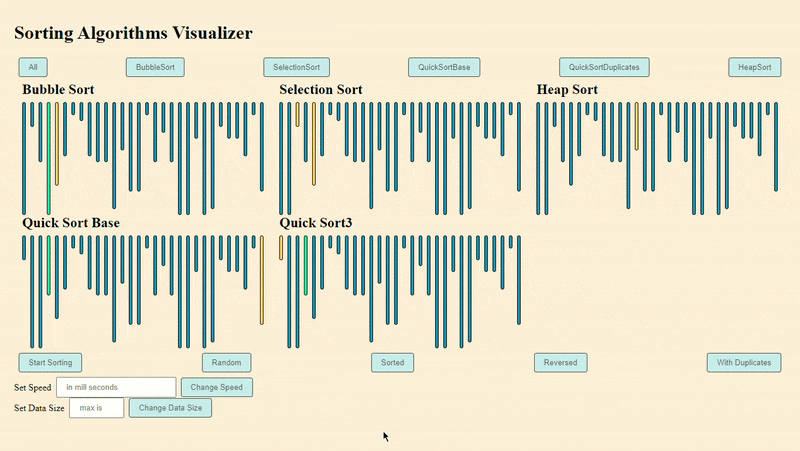 Sorting Algorithms Visualizer
All BubbleSort SelectionSort QuickSortBase QuickSortDuplicates HeapSort
Bubble Sort Selection Sort Heap Sort
Quick Sort Base Quick Sort3
Start Sorting Random Sorted Reversed With Duplicates
Set Speed in mill seconds Change Speed
Set Data Size max is Change Data Size